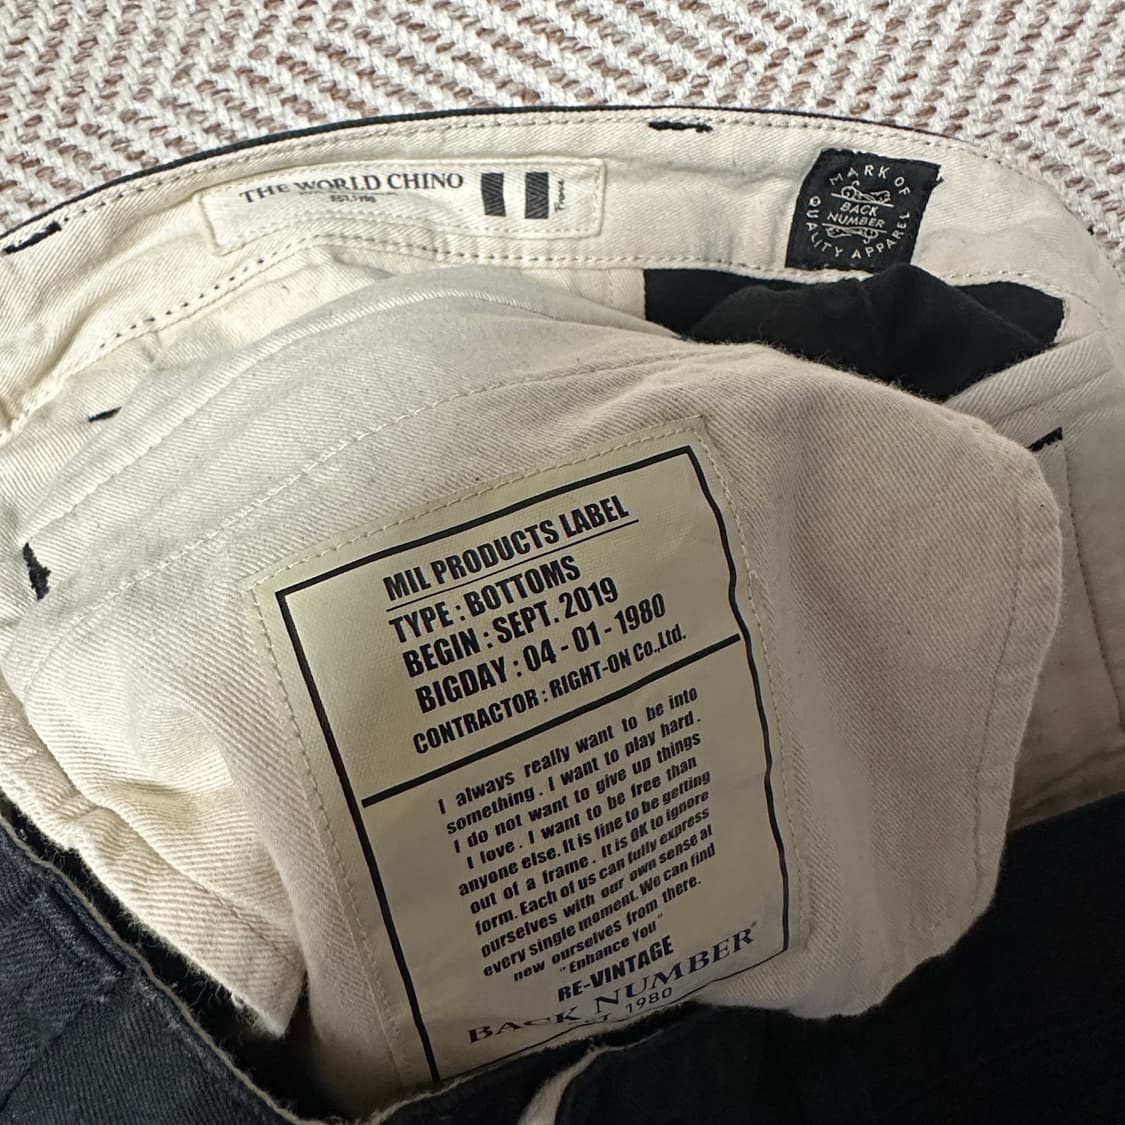 THE WORLD CHINO
France
MARK OF
BACK
NUMBER
QUALITY APPAREL
MIL PRODUCTS LABEL
TYPE : BOTTOMS
BEGIN : SEPT. 2019
BIGDAY : 04 - 01 - 1980
CONTRACTOR : RIGHT-ON Co.,Ltd.
I always really want to be into
something . I want to play hard .
I do not want to give up things
I love . I want to be free than
anyone else. It is fine to be getting
out of a frame . It is OK to ignore
form. Each of us can fully express
ourselves with our own sense at
every single moment. We can find
new ourselves from there.
"Enhance You"
RE-VINTAGE
BACK NUMBER
EST. 1980